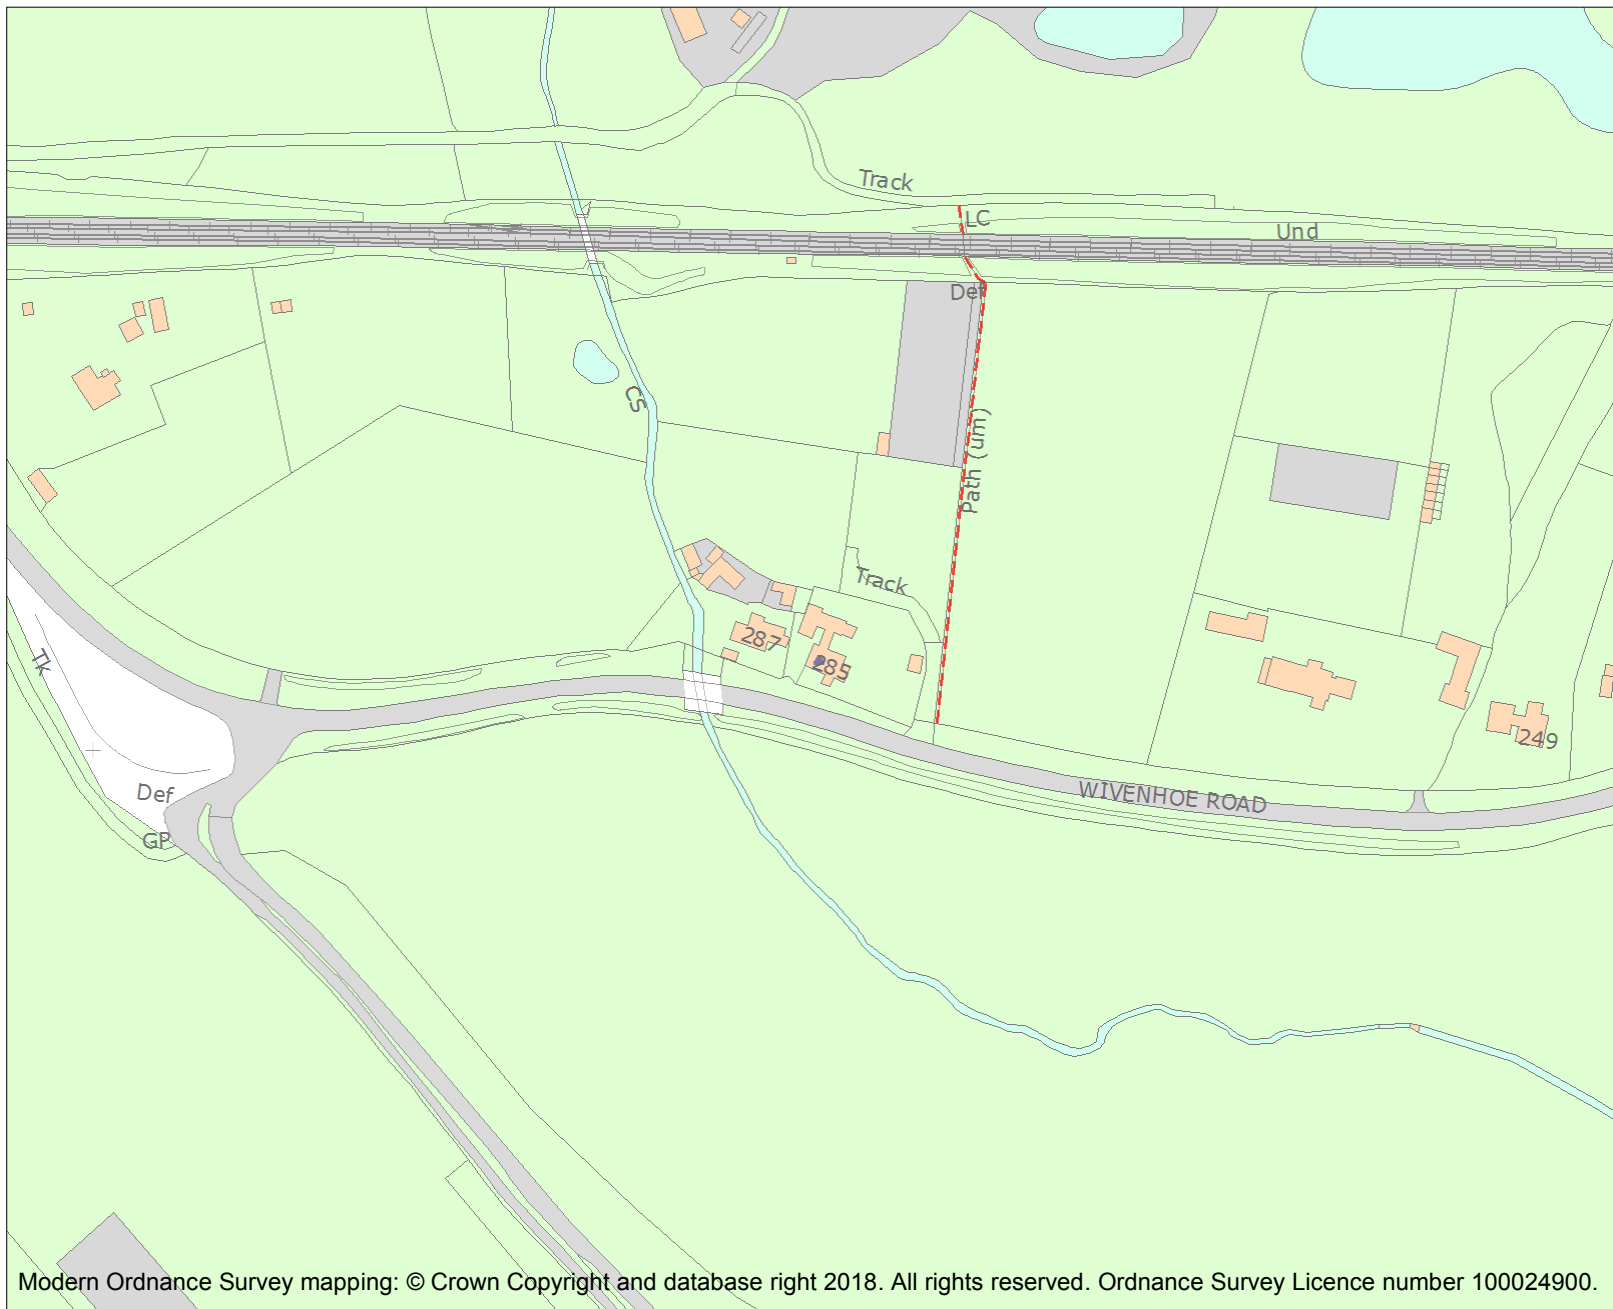 Track
LC
Und
Def
CS
Path (um)
Track
287
285
Tk
249
Def
WIVENHOE ROAD
GP
Modern Ordnance Survey mapping: © Crown Copyright and database right 2018. All rights reserved. Ordnance Survey Licence number 100024900.